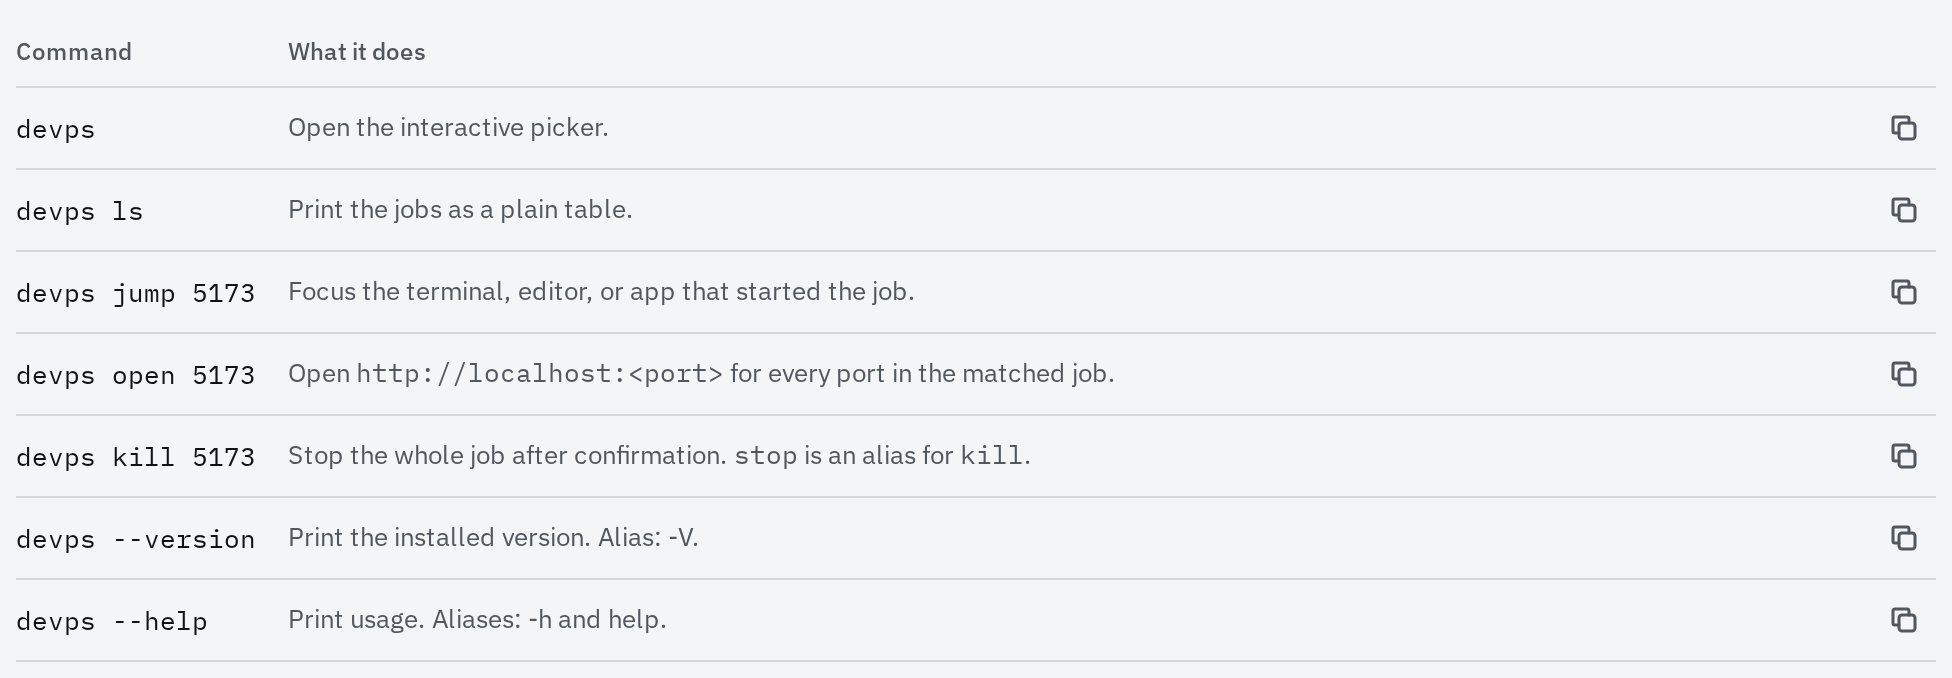 Command What it does
devps Open the interactive picker.
devps ls Print the jobs as a plain table.
devps jump 5173 Focus the terminal, editor, or app that started the job.
devps open 5173 Open http://localhost:<port> for every port in the matched job.
devps kill 5173 Stop the whole job after confirmation. stop is an alias for kill.
devps --version Print the installed version. Alias: -V.
devps --help Print usage. Aliases: -h and help.